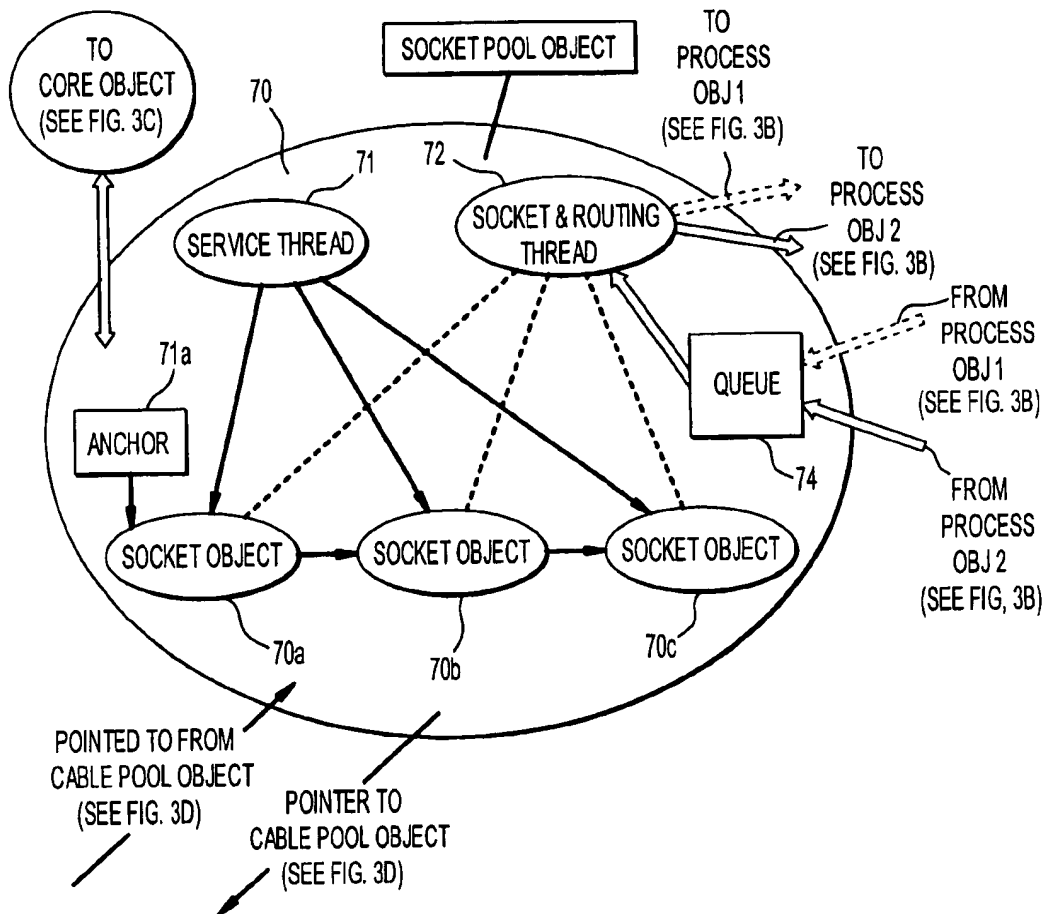 TO
CORE OBJECT
(SEE FIG. 3C)
SOCKET POOL OBJECT
TO
PROCESS
OBJ 1
(SEE FIG. 3B)
70
71
72
TO
PROCESS
OBJ 2
(SEE FIG. 3B)
SERVICE THREAD
SOCKET & ROUTING
THREAD
FROM
PROCESS
OBJ 1
(SEE FIG. 3B)
71a
ANCHOR
QUEUE
74
FROM
PROCESS
OBJ 2
(SEE FIG, 3B)
SOCKET OBJECT
SOCKET OBJECT
SOCKET OBJECT
70a
70b
70c
POINTED TO FROM
CABLE POOL OBJECT
(SEE FIG. 3D)
POINTER TO
CABLE POOL OBJECT
(SEE FIG. 3D)